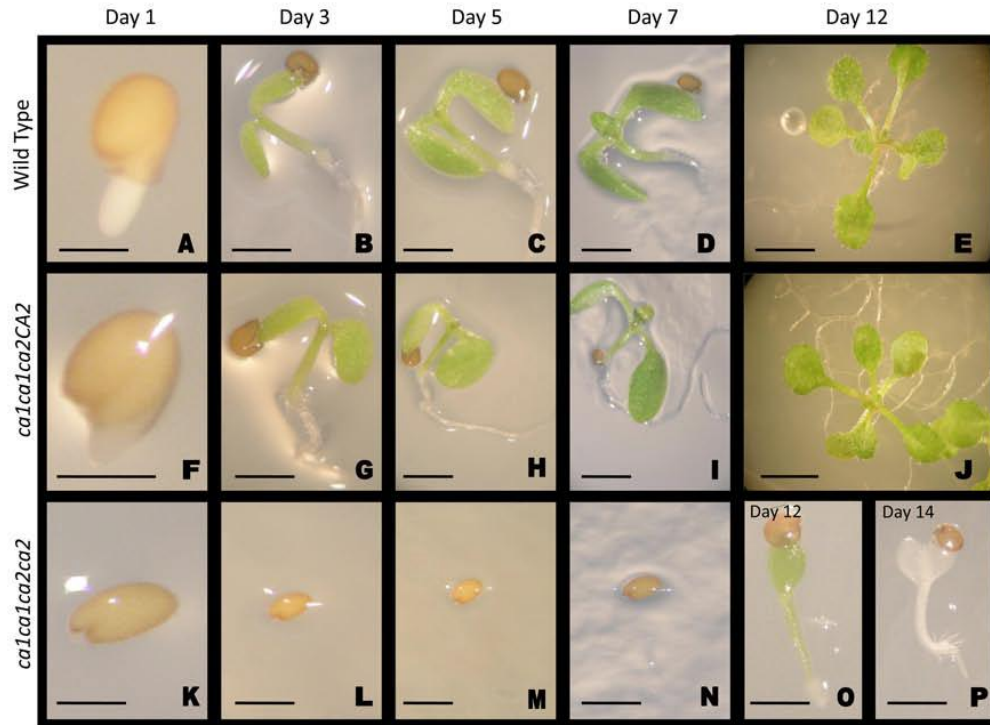 Day 1 Day 3 Day 5 Day 7 Day 12
Wild Type
A B C D E
ca1ca1ca2CA2
F G H I J
ca1ca1ca2ca2
Day 12 Day 14
K L M N O P